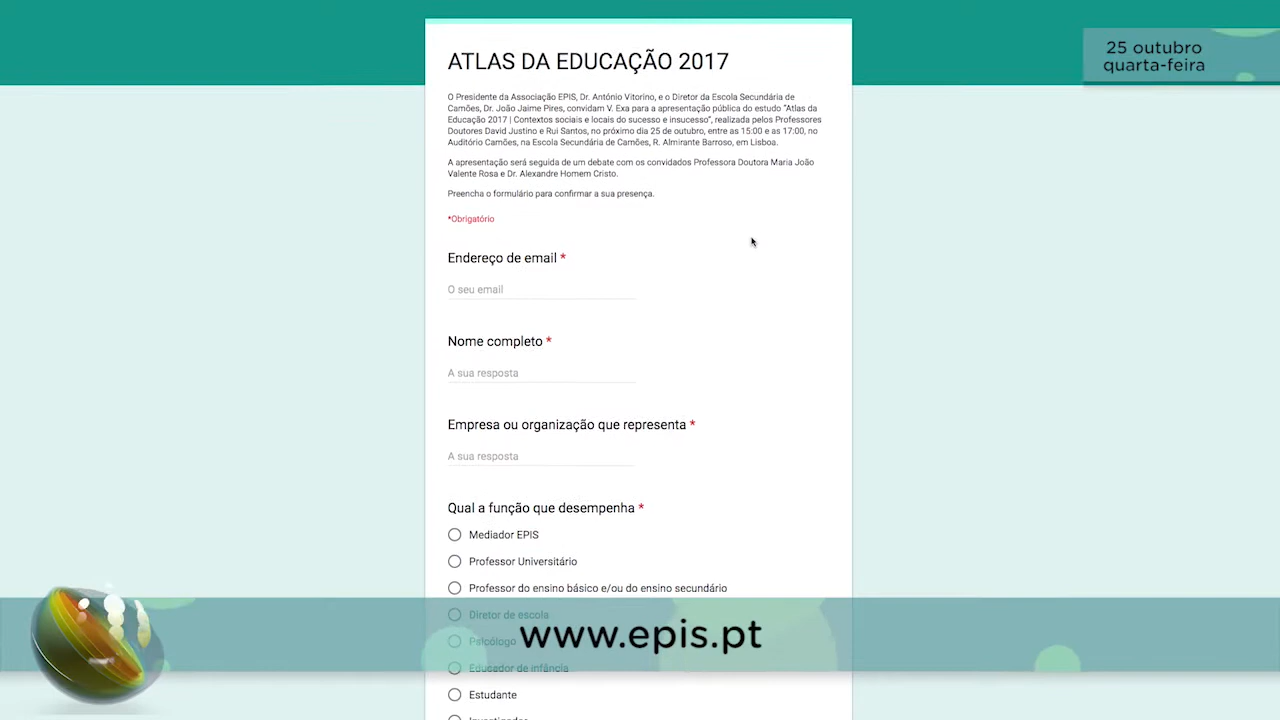 ATLAS DA EDUCAÇÃO 2017
25 outubro
quarta-feira
O Presidente da Associação EPIS, Dr. António Vitorino, e o Diretor da Escola Secundária de
Camões, Dr. João Jaime Pires, convidam V. Exa para a apresentação pública do estudo “Atlas da
Educação 2017 | Contextos sociais e locais do sucesso e insucesso”, realizada pelos Professores
Doutores David Justino e Rui Santos, no próximo dia 25 de outubro, entre as 15:00 e as 17:00, no
Auditório Camões, na Escola Secundária de Camões, R. Almirante Barroso, em Lisboa.
A apresentação será seguida de um debate com os convidados Professora Doutora Maria João
Valente Rosa e Dr. Alexandre Homem Cristo.
Preencha o formulário para confirmar a sua presença.
*Obrigatório
Endereço de email *
O seu email
Nome completo *
A sua resposta
Empresa ou organização que representa *
A sua resposta
Qual a função que desempenha *
Mediador EPIS
Professor Universitário
Professor do ensino básico e/ou do ensino secundário
Diretor de escola
Psicólogo
www.epis.pt
Educador de infância
Estudante